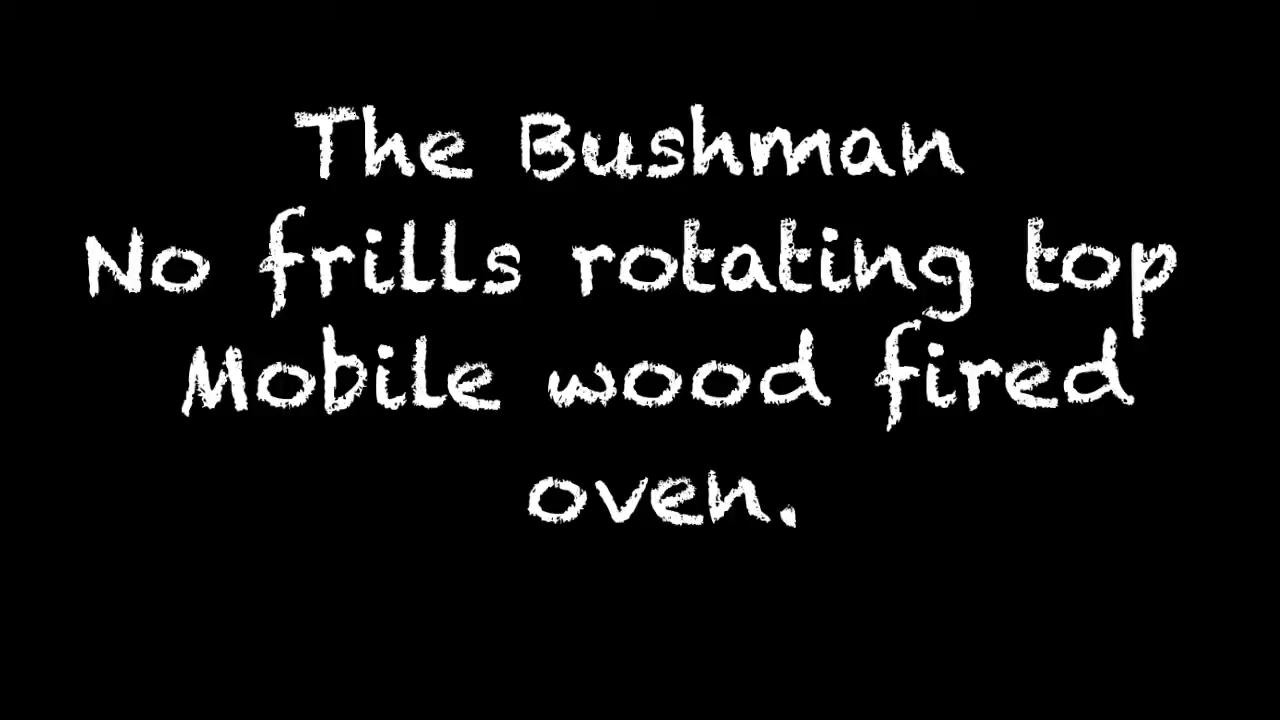 The Bushman
No frills rotating top
Mobile wood fired
oven.